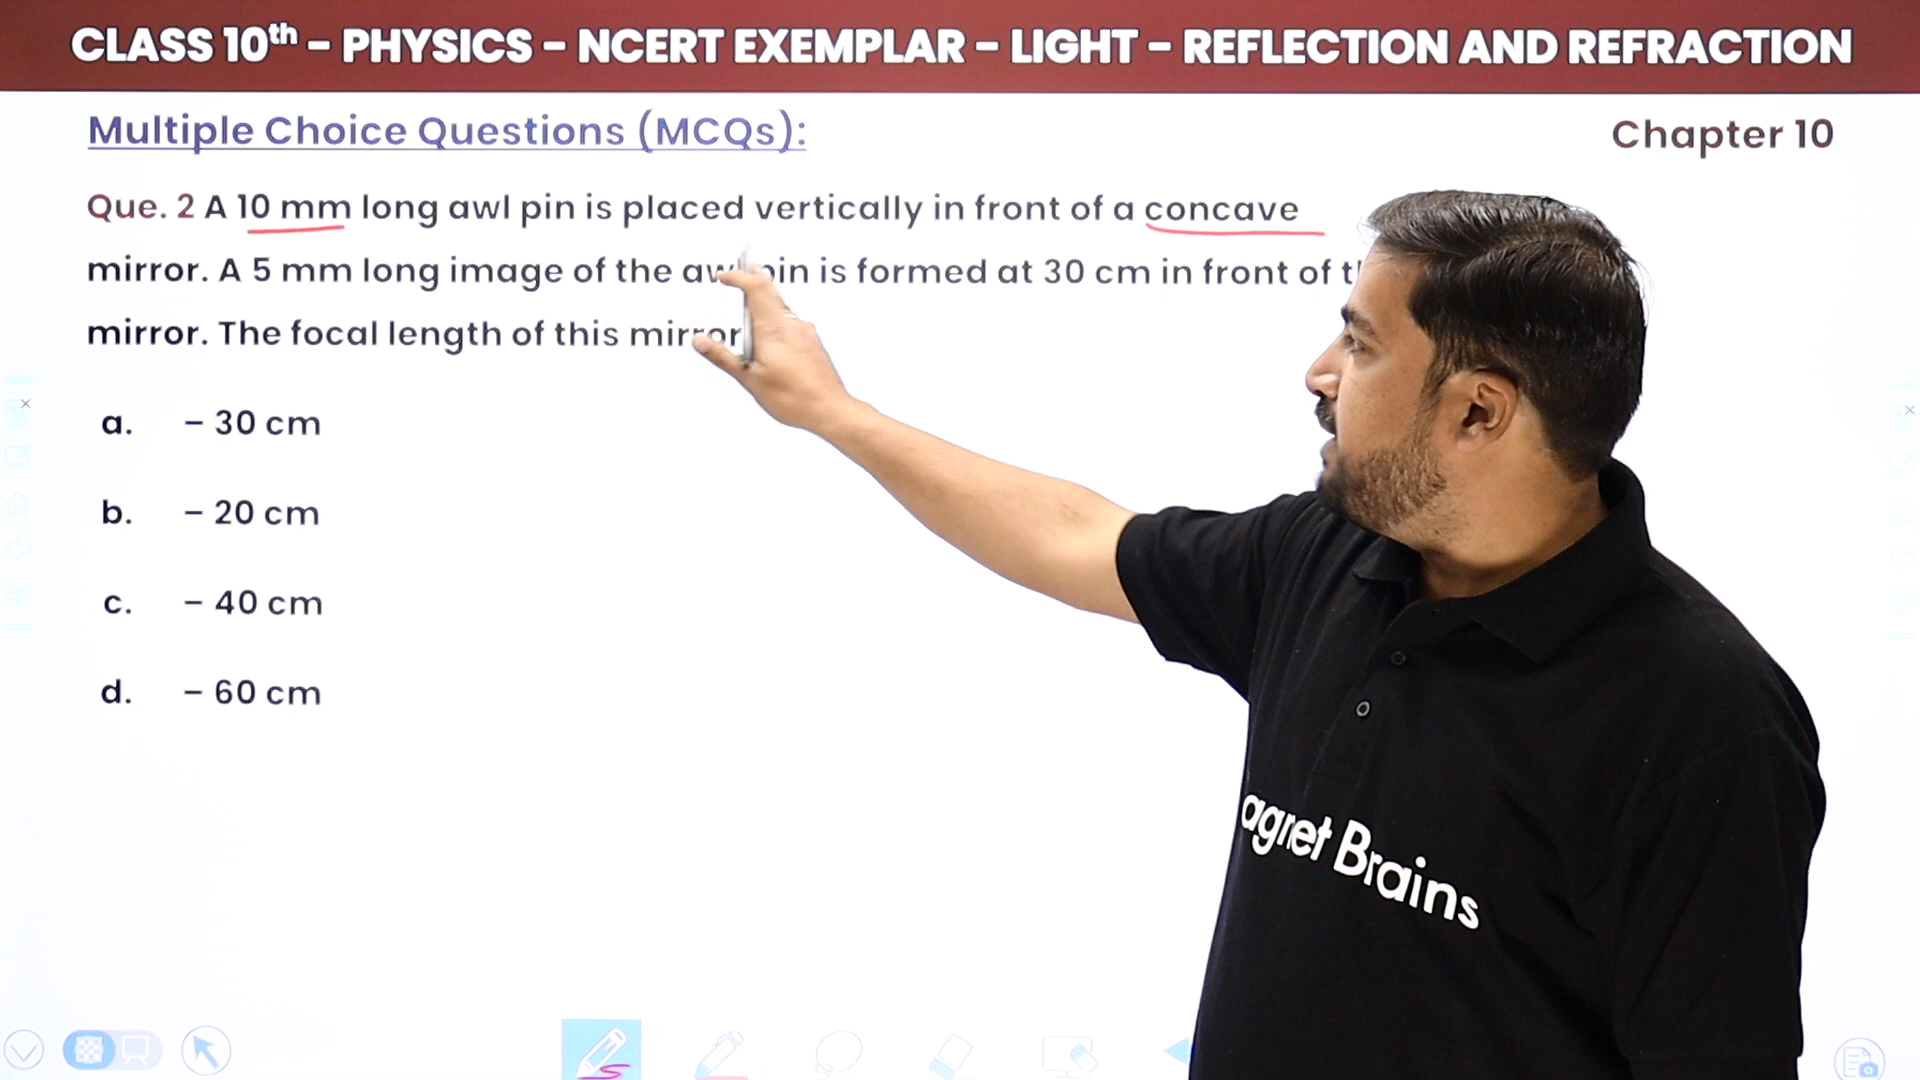 CLASS 10th – PHYSICS – NCERT EXEMPLAR – LIGHT – REFLECTION AND REFRACTION
Multiple Choice Questions (MCQs):
Chapter 10
Que. 2 A 10 mm long awl pin is placed vertically in front of a concave
mirror. A 5 mm long image of the awl pin is formed at 30 cm in front of
mirror. The focal length of this mirror
a. – 30 cm
b. – 20 cm
c. – 40 cm
d. – 60 cm
agnet Brains